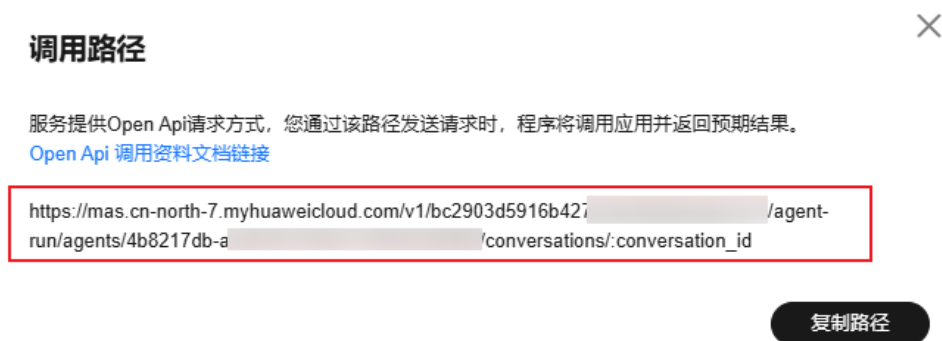 调用路径
服务提供Open Api请求方式，您通过该路径发送请求时，程序将调用应用并返回预期结果。
Open Api 调用资料文档链接
https://mas.cn-north-7.myhuaweicloud.com/v1/bc2903d5916b427 /agent-
run/agents/4b8217db-a /conversations/:conversation_id
复制路径